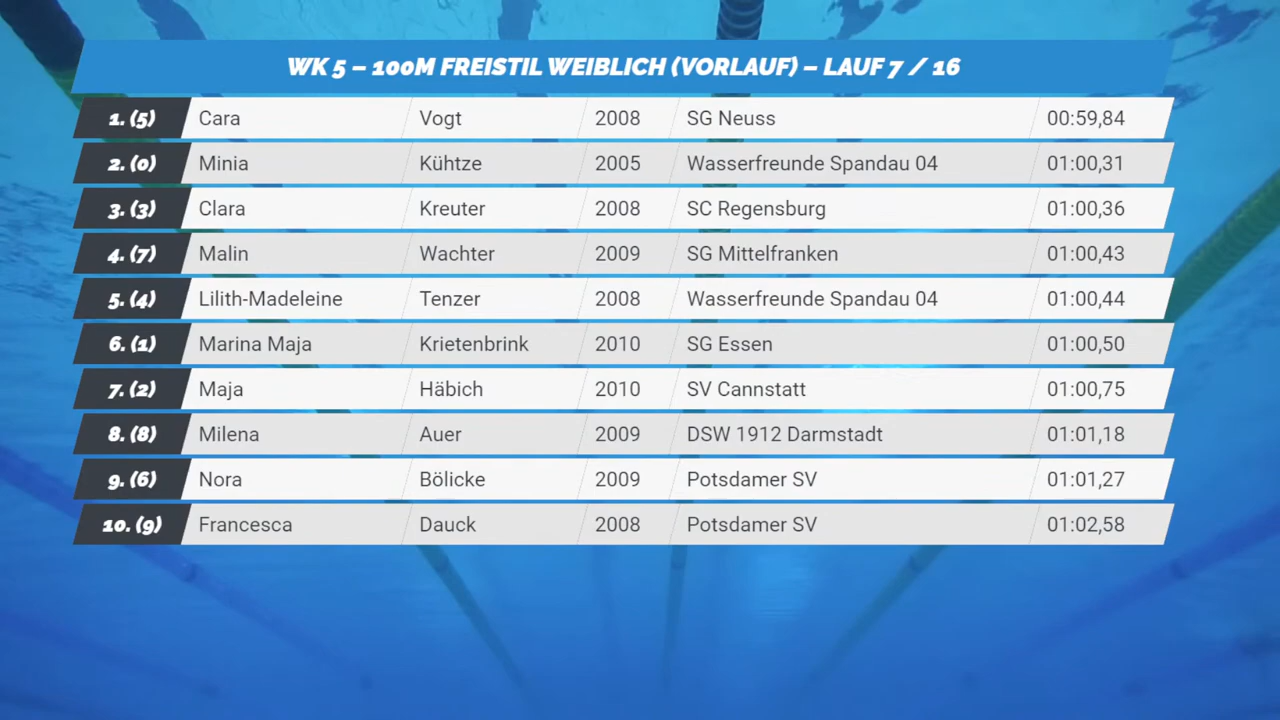 WK 5 – 100M FREISTIL WEIBLICH (VORLAUF) – LAUF 7 / 16
1. (5) Cara Vogt 2008 SG Neuss 00:59,84
2. (0) Minia Kühtze 2005 Wasserfreunde Spandau 04 01:00,31
3. (3) Clara Kreuter 2008 SC Regensburg 01:00,36
4. (7) Malin Wachter 2009 SG Mittelfranken 01:00,43
5. (4) Lilith-Madeleine Tenzer 2008 Wasserfreunde Spandau 04 01:00,44
6. (1) Marina Maja Krietenbrink 2010 SG Essen 01:00,50
7. (2) Maja Häbich 2010 SV Cannstatt 01:00,75
8. (8) Milena Auer 2009 DSW 1912 Darmstadt 01:01,18
9. (6) Nora Bölicke 2009 Potsdamer SV 01:01,27
10. (9) Francesca Dauck 2008 Potsdamer SV 01:02,58